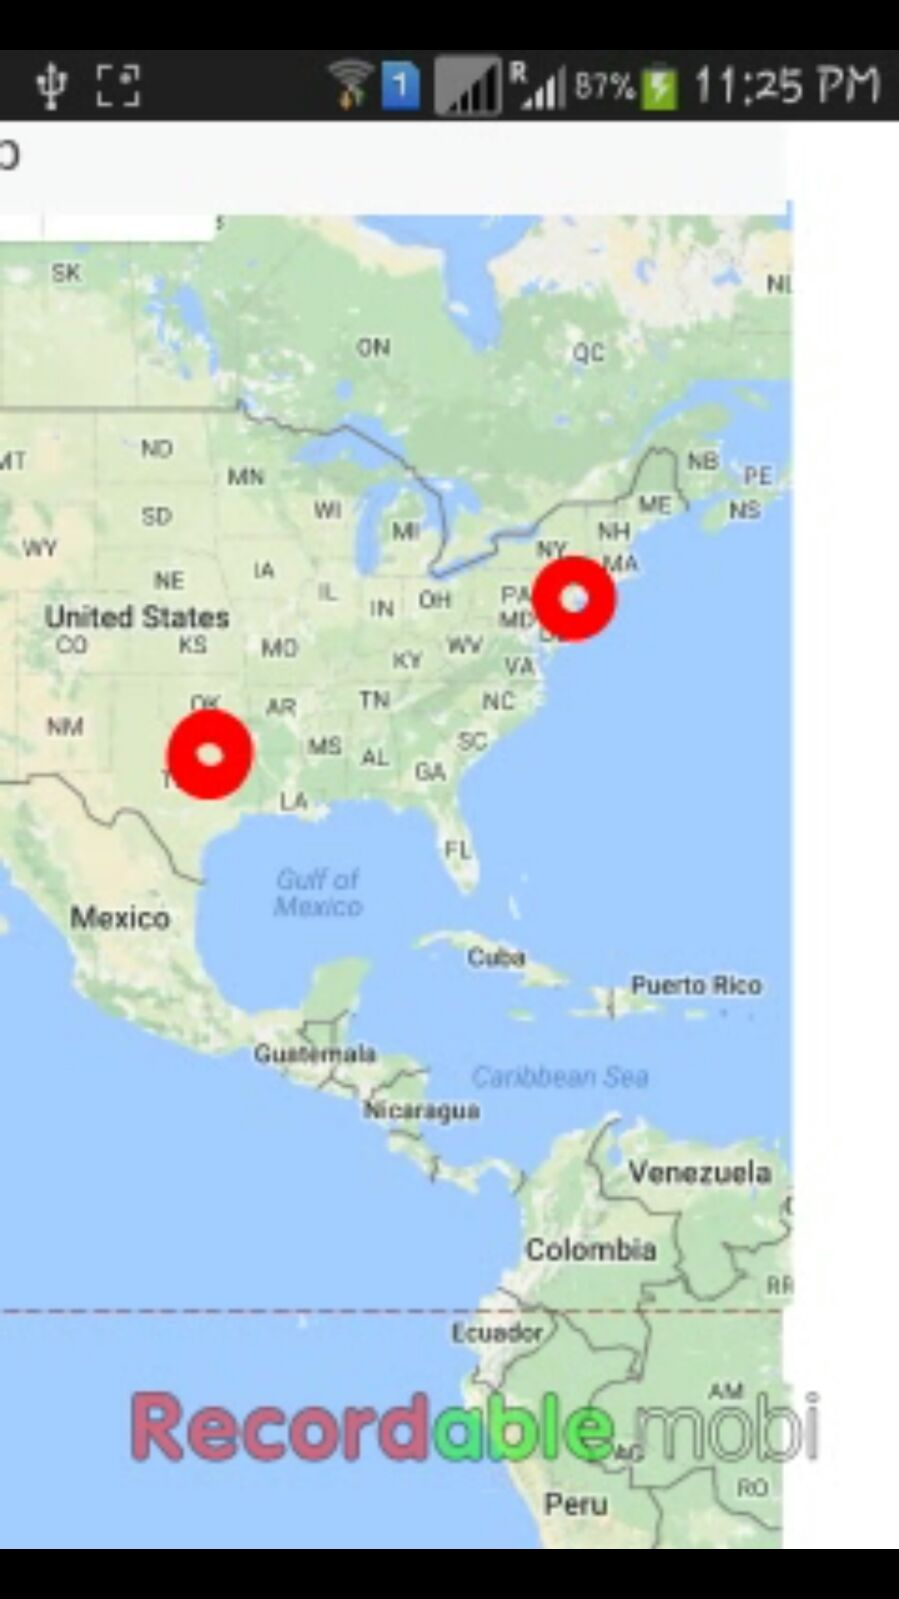 1 R 87% 11:25 PM
SK
NL
ON
QC
ND
MN
NB
PE
WI
ME
NS
SD
MI
NH
WY
NY
MA
NE
IA
IL
IN
OH
PA
MD
United States
CO
KS
MO
KY
WV
VA
OK
AR
TN
NC
NM
MS
AL
SC
GA
LA
FL
Gulf of
Mexico
Mexico
Cuba
Puerto Rico
Guatemala
Caribbean Sea
Nicaragua
Venezuela
Colombia
RR
Ecuador
AM
Recordable.mobi
AC
RO
Peru